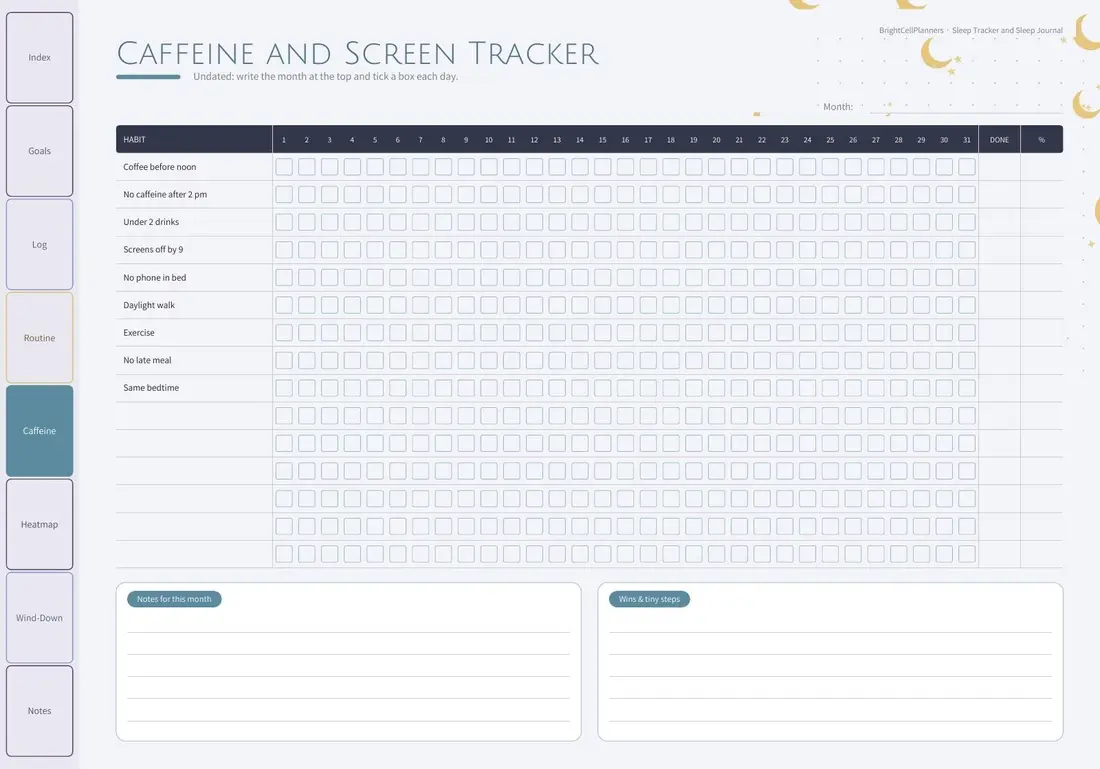 Index
Goals
Log
Routine
Caffeine
Heatmap
Wind-Down
Notes
BrightCellPlanners · Sleep Tracker and Sleep Journal
Caffeine and Screen Tracker
Undated: write the month at the top and tick a box each day.
Month:
HABIT 1 2 3 4 5 6 7 8 9 10 11 12 13 14 15 16 17 18 19 20 21 22 23 24 25 26 27 28 29 30 31 DONE %
Coffee before noon
No caffeine after 2 pm
Under 2 drinks
Screens off by 9
No phone in bed
Daylight walk
Exercise
No late meal
Same bedtime
Notes for this month
Wins & tiny steps